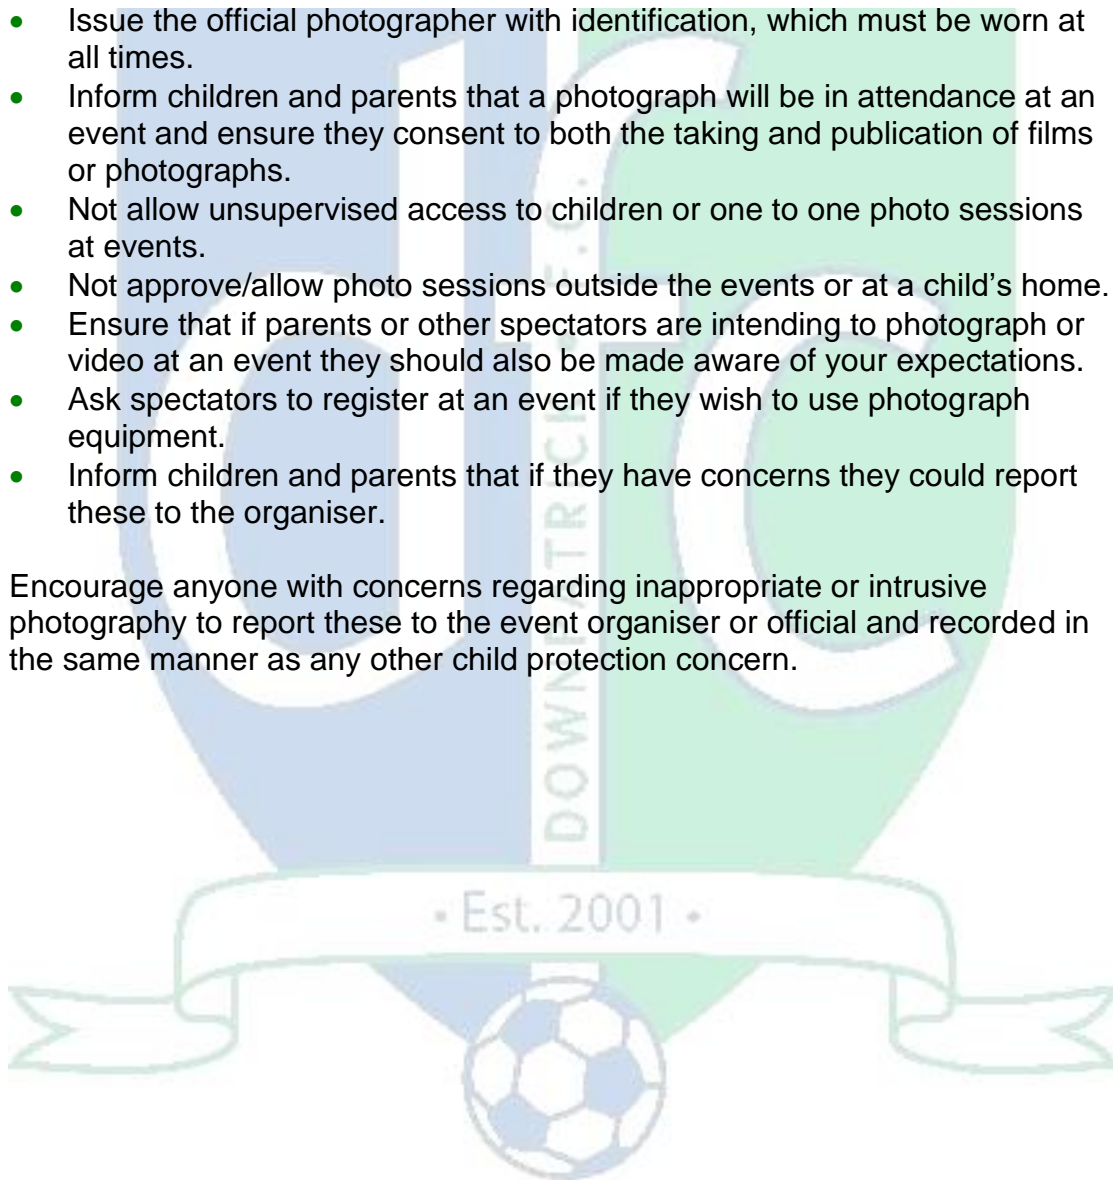 • Issue the official photographer with identification, which must be worn at
all times.
• Inform children and parents that a photograph will be in attendance at an
event and ensure they consent to both the taking and publication of films
or photographs.
• Not allow unsupervised access to children or one to one photo sessions
at events.
• Not approve/allow photo sessions outside the events or at a child's home.
• Ensure that if parents or other spectators are intending to photograph or
video at an event they should also be made aware of your expectations.
• Ask spectators to register at an event if they wish to use photograph
equipment.
• Inform children and parents that if they have concerns they could report
these to the organiser.
Encourage anyone with concerns regarding inappropriate or intrusive
photography to report these to the event organiser or official and recorded in
the same manner as any other child protection concern.
dfc
DOWNPATRICK F.C.
• Est. 2001 •